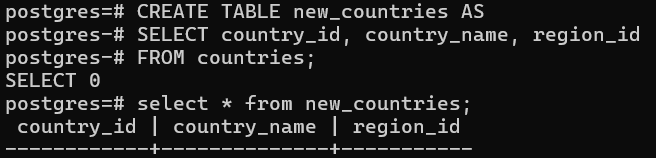 postgres=# CREATE TABLE new_countries AS
postgres-# SELECT country_id, country_name, region_id
postgres-# FROM countries;
SELECT 0
postgres=# select * from new_countries;
 country_id | country_name | region_id
------------+--------------+-----------